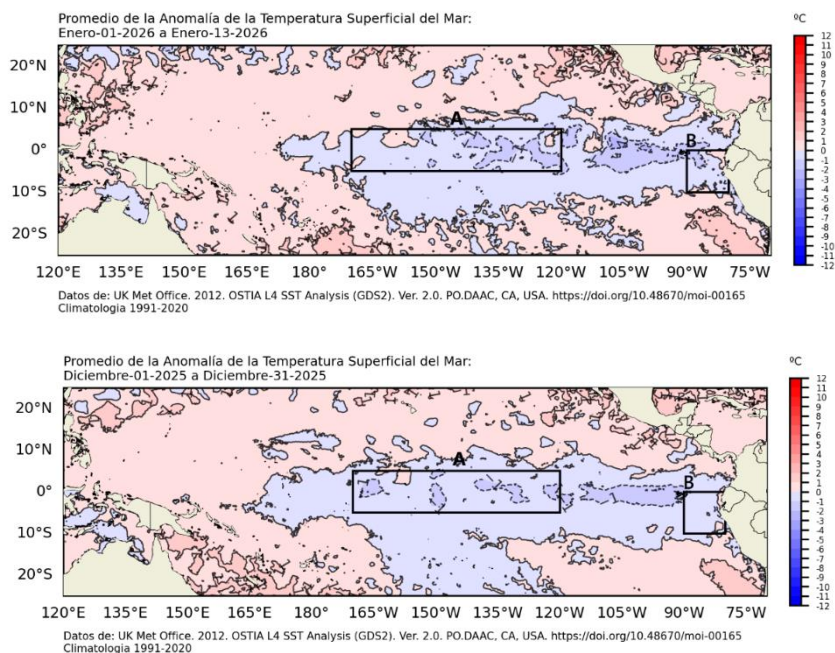 Promedio de la Anomalía de la Temperatura Superficial del Mar:
Enero-01-2026 a Enero-13-2026
ºC
20°N
10°N
0°
10°S
20°S
A
B
12
11
10
9
8
7
6
5
4
3
2
1
0
-1
-2
-3
-4
-5
-6
-7
-8
-9
-10
-11
-12
120°E 135°E 150°E 165°E 180° 165°W 150°W 135°W 120°W 105°W 90°W 75°W
Datos de: UK Met Office. 2012. OSTIA L4 SST Analysis (GDS2). Ver. 2.0. PO.DAAC, CA, USA. https://doi.org/10.48670/moi-00165
Climatologia 1991-2020
Promedio de la Anomalía de la Temperatura Superficial del Mar:
Diciembre-01-2025 a Diciembre-31-2025
ºC
20°N
10°N
0°
10°S
20°S
A
B
12
11
10
9
8
7
6
5
4
3
2
1
0
-1
-2
-3
-4
-5
-6
-7
-8
-9
-10
-11
-12
120°E 135°E 150°E 165°E 180° 165°W 150°W 135°W 120°W 105°W 90°W 75°W
Datos de: UK Met Office. 2012. OSTIA L4 SST Analysis (GDS2). Ver. 2.0. PO.DAAC, CA, USA. https://doi.org/10.48670/moi-00165
Climatologia 1991-2020